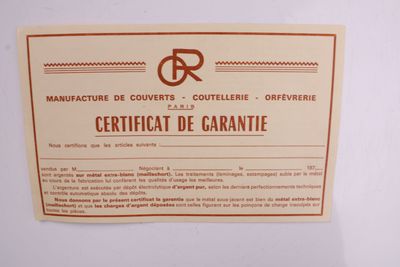 OR
MANUFACTURE DE COUVERTS - COUTELLERIE - ORFÈVRERIE
PARIS
CERTIFICAT DE GARANTIE
Nous certifions que les articles suivants :
vendus par M Négociant à le 197
sont argentés sur métal extra-blanc (maillechort). Les traitements (laminages, estampages) subis par le métal
au cours de la fabrication lui confèrent les qualités d'usage les meilleures.
L'argenture est exécutée par dépôt électrolytique d'argent pur, selon les derniers perfectionnements techniques
et contrôle automatique absolu des dépôts.
Nous donnons par le présent certificat la garantie que le métal sous-jacent est bien du métal extra-blanc
(maillechort) et que les charges d'argent déposées sont celles figurant sur les poinçons de charge insculpés sur
toutes les pièces.